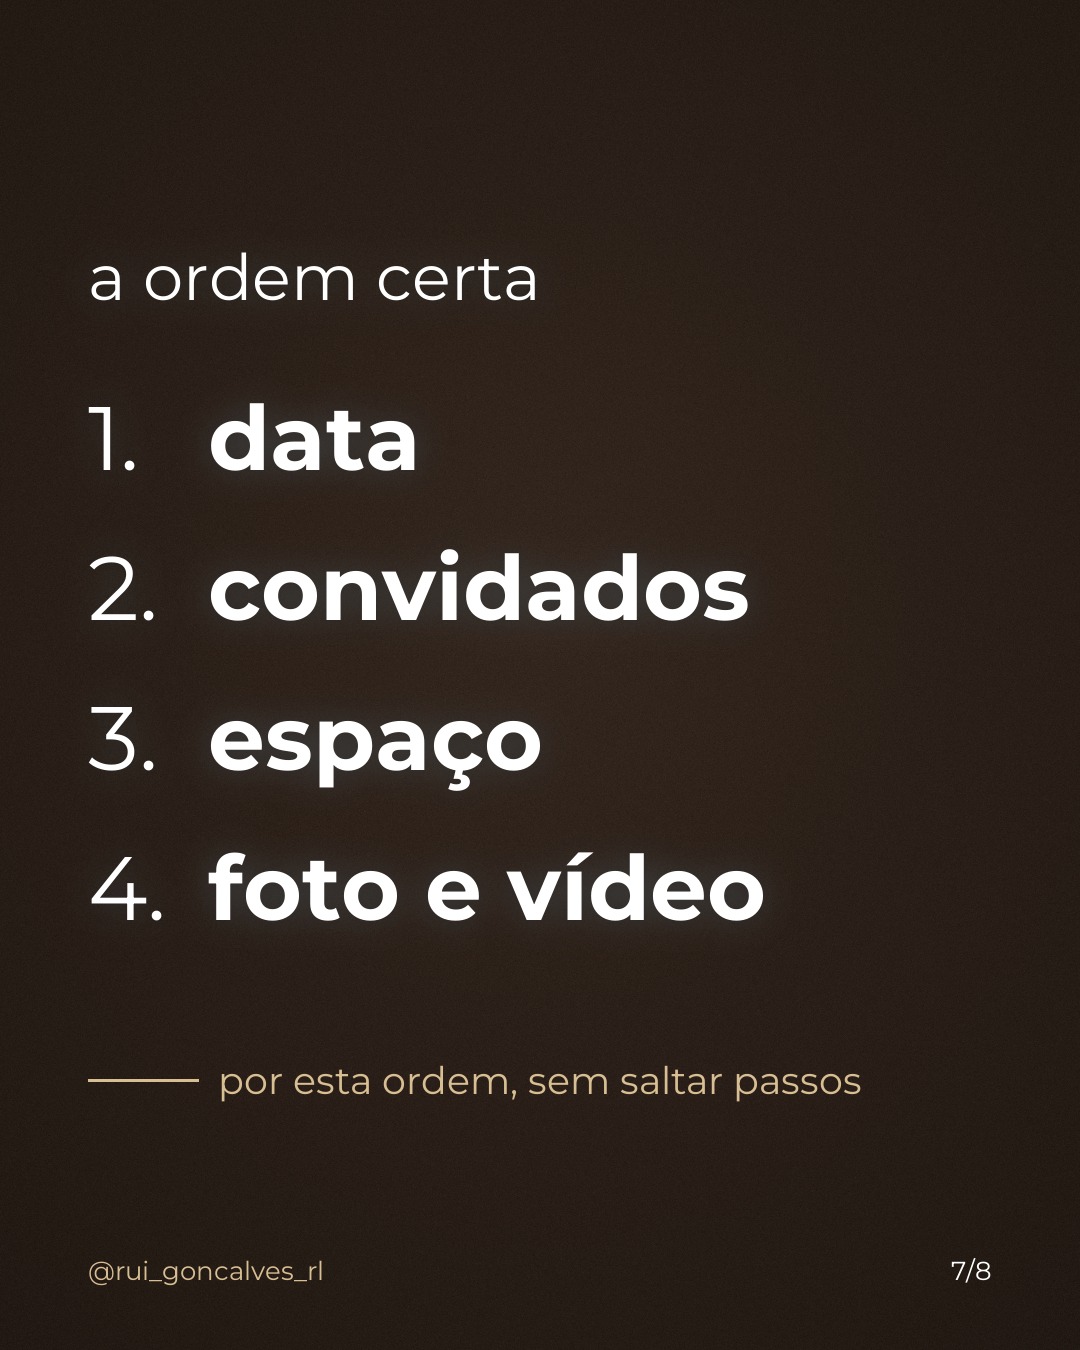 a ordem certa
1. data
2. convidados
3. espaço
4. foto e vídeo
por esta ordem, sem saltar passos
@rui_goncalves_rl
7/8